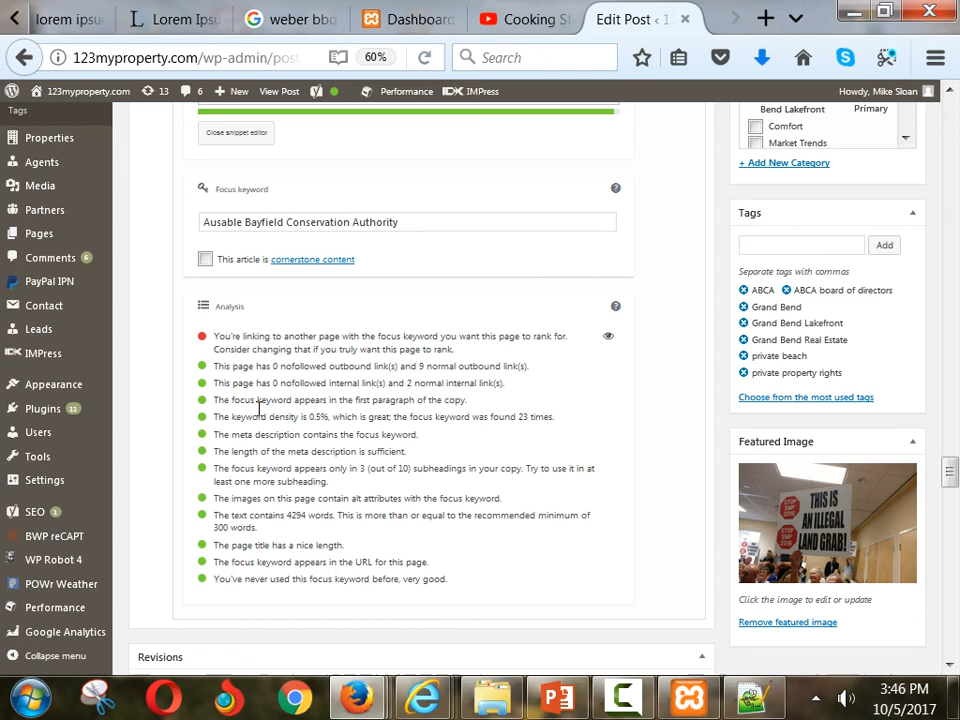 lorem ipsu
Lorem Ipsu
weber bbq
Dashboard
Cooking St
Edit Post ‹ 1
123myproperty.com/wp-admin/post
60%
Search
123myproperty.com
13
6
New
View Post
Performance
IMPress
Howdy, Mike Sloan
Tags
Properties
Agents
Media
Partners
Pages
Comments 6
PayPal IPN
Contact
Leads
IMPress
Appearance
Plugins 13
Users
Tools
Settings
SEO 1
BWP reCAPT
WP Robot 4
POWr Weather
Performance
Google Analytics
Collapse menu
Close snippet editor
Focus keyword
Ausable Bayfield Conservation Authority
This article is cornerstone content
Analysis
You're linking to another page with the focus keyword you want this page to rank for.
Consider changing that if you truly want this page to rank.
This page has 0 nofollowed outbound link(s) and 9 normal outbound link(s).
This page has 0 nofollowed internal link(s) and 2 normal internal link(s).
The focus keyword appears in the first paragraph of the copy.
The keyword density is 0.5%, which is great; the focus keyword was found 23 times.
The meta description contains the focus keyword.
The length of the meta description is sufficient.
The focus keyword appears only in 3 (out of 10) subheadings in your copy. Try to use it in at
least one more subheading.
The images on this page contain alt attributes with the focus keyword.
The text contains 4294 words. This is more than or equal to the recommended minimum of
300 words.
The page title has a nice length.
The focus keyword appears in the URL for this page.
You've never used this focus keyword before, very good.
Revisions
Bend Lakefront
Primary
Comfort
Market Trends
+ Add New Category
Tags
Add
Separate tags with commas
ABCA
ABCA board of directors
Grand Bend
Grand Bend Lakefront
Grand Bend Real Estate
private beach
private property rights
Choose from the most used tags
Featured Image
STOP
SMP
2016
STOP
SMP
2016
THIS IS
AN ILLEGAL
LAND GRAB!
Click the image to edit or update
Remove featured image
3:46 PM
10/5/2017